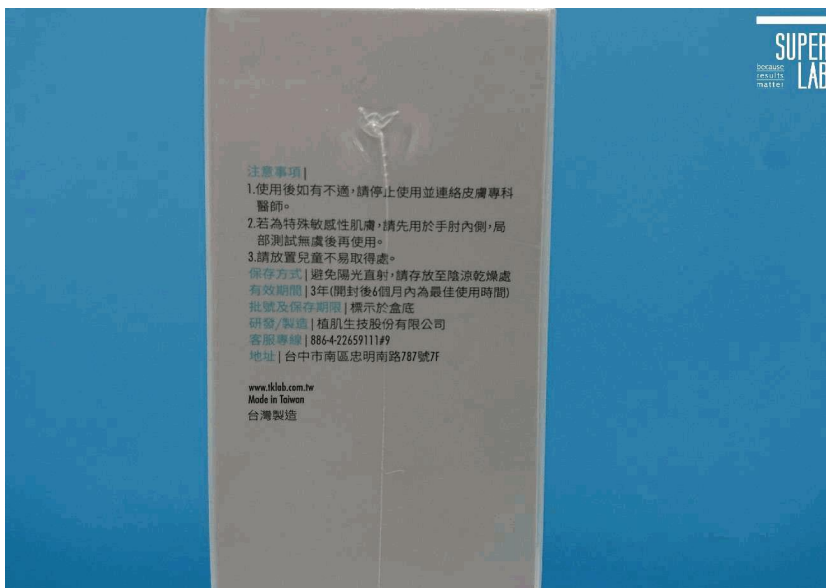 SUPER LAB
because
results
matter
注意事項|
1.使用後如有不適,請停止使用並連絡皮膚專科
醫師。
2.若為特殊敏感性肌膚,請先用於手肘內側,局
部測試無虞後再使用。
3.請放置兒童不易取得處。
保存方式|避免陽光直射,請存放至陰涼乾燥處
有效期間|3年(開封後6個月內為最佳使用時間)
批號及保存期限|標示於盒底
研發/製造|植肌生技股份有限公司
客服專線|886-4-22659111#9
地址|台中市南區忠明南路787號7F
www.tklab.com.tw
Made in Taiwan
台灣製造